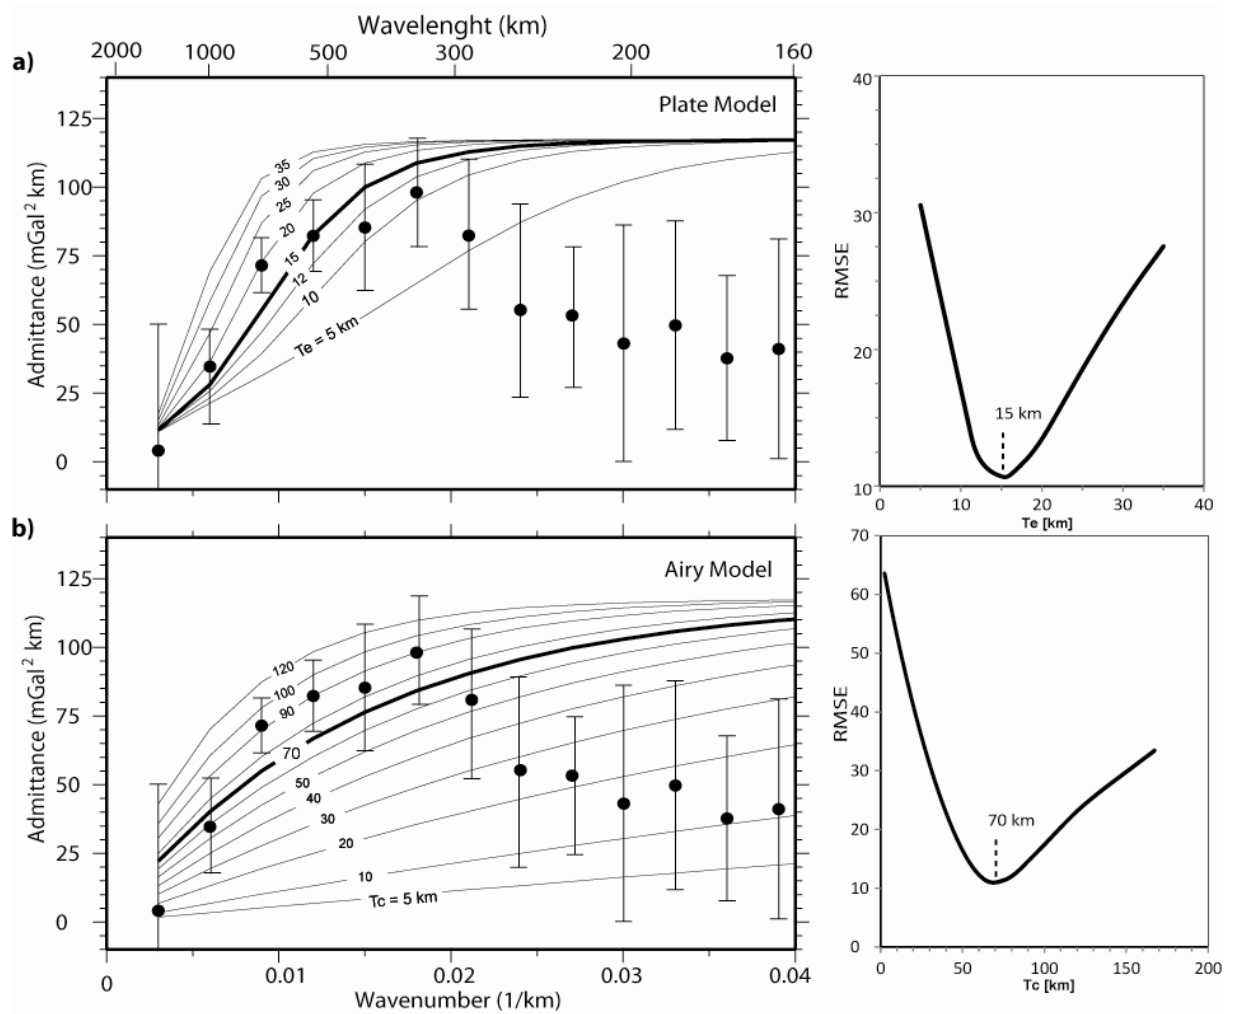 Wavelenght (km)
2000 1000 500 300 200 160
a)
Plate Model
125
100
75
50
25
0
Admittance (mGal² km)
35
30
25
20
15
12
10
Te = 5 km
40
30
20
10
RMSE
15 km
0 10 20 30 40
Te [km]
b)
Airy Model
125
100
75
50
25
0
Admittance (mGal² km)
120
100
90
70
50
40
30
20
10
Tc = 5 km
0 0.01 0.02 0.03 0.04
Wavenumber (1/km)
70
60
50
40
30
20
10
0
RMSE
70 km
0 50 100 150 200
Tc [km]